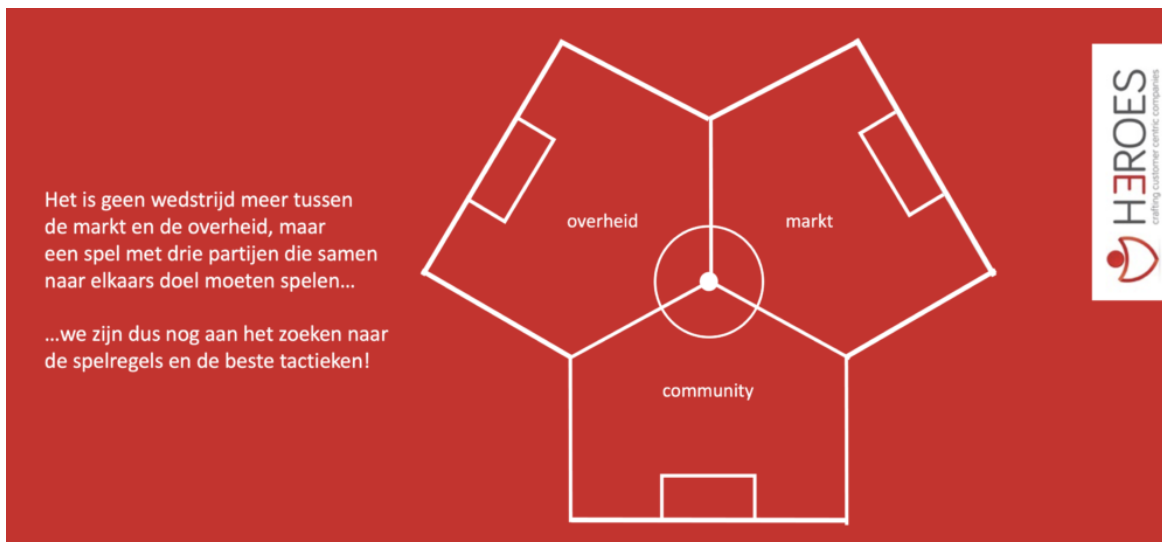 Het is geen wedstrijd meer tussen
de markt en de overheid, maar
een spel met drie partijen die samen
naar elkaars doel moeten spelen...
...we zijn dus nog aan het zoeken naar
de spelregels en de beste tactieken!
overheid
markt
community
HEROES
crafting customer centric companies